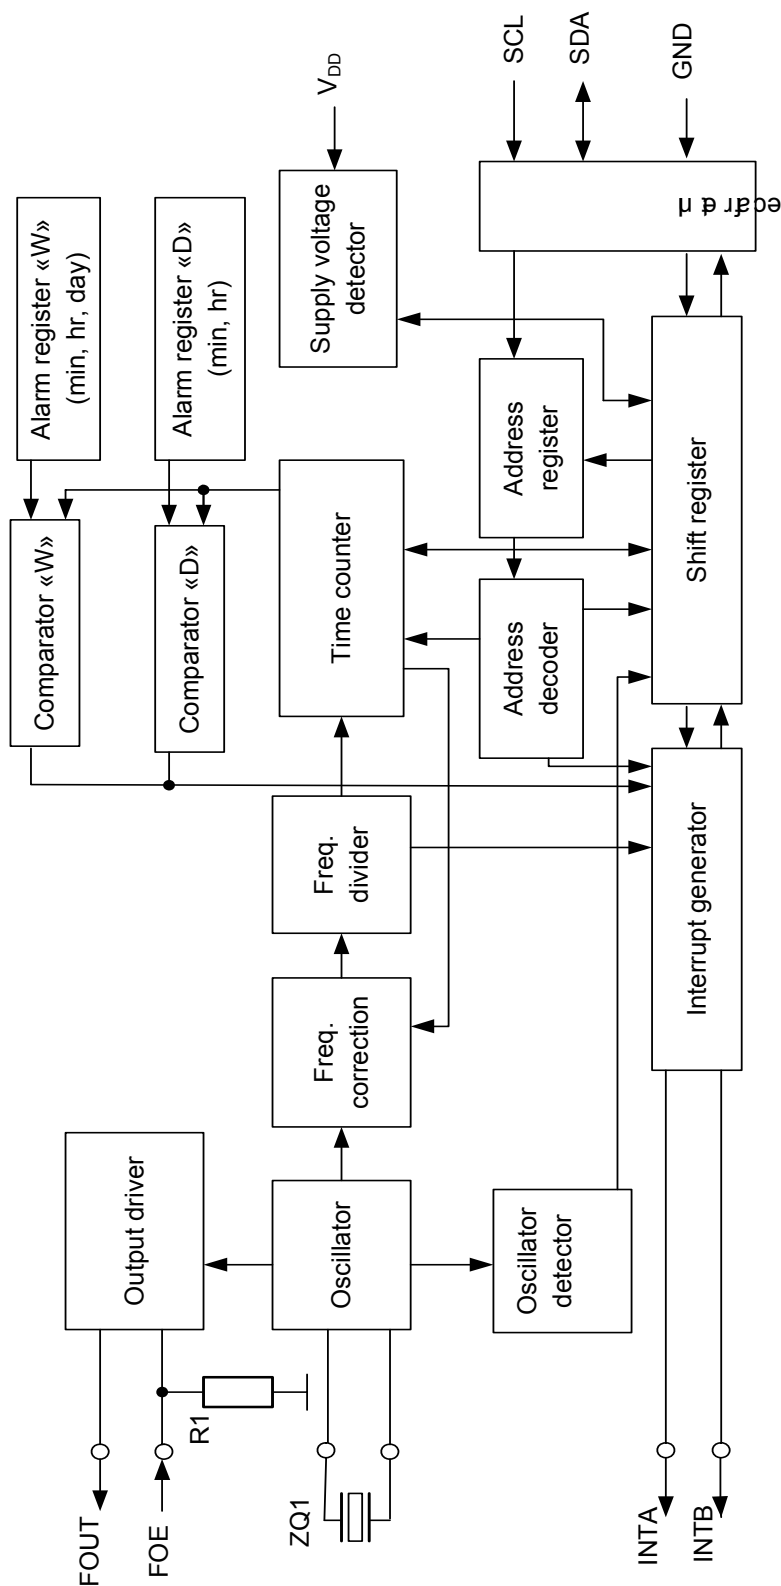 FOUT
FOE
R1
ZQ1
INTA
INTB
Output driver
Oscillator
Oscillator
detector
Freq.
correction
Freq.
divider
Interrupt generator
Comparator «W»
Comparator «D»
Time counter
Address
decoder
Shift register
Alarm register «W»
(min, hr, day)
Alarm register «D»
(min, hr)
Supply voltage
detector
Address
register
VDD
SCL
SDA
GND